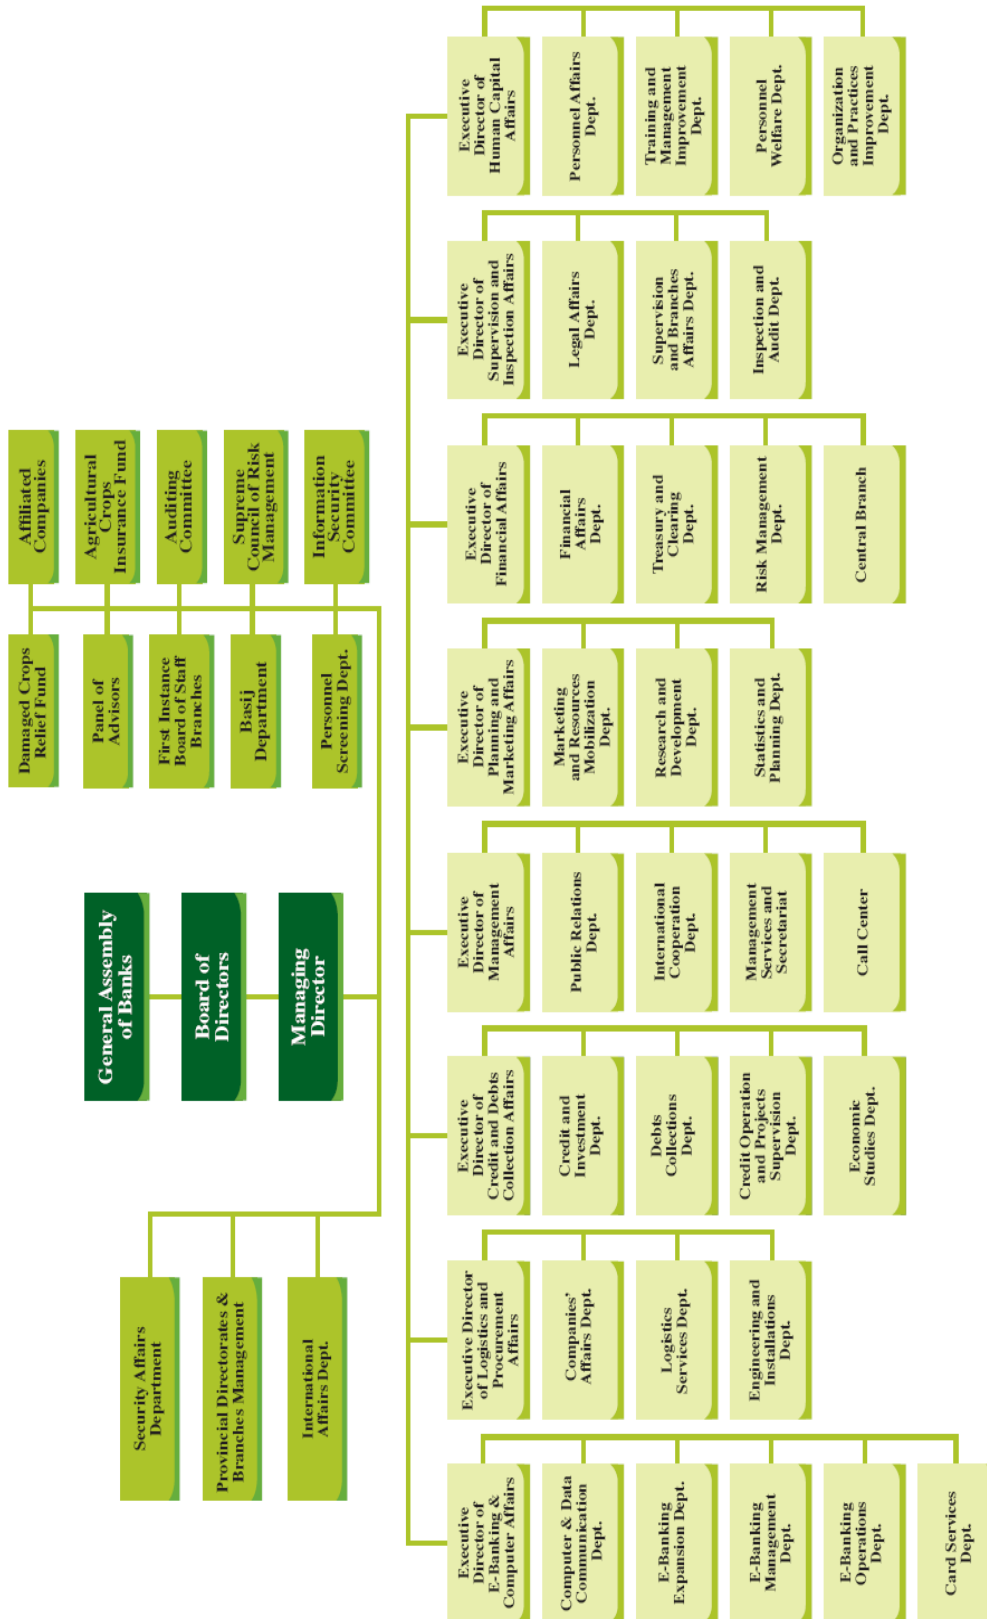 General Assembly
of Banks
Board of
Directors
Managing
Director
Security Affairs
Department
Provincial Directorates &
Branches Management
International
Affairs Dept.
Damaged Crops
Relief Fund
Affiliated
Companies
Panel of
Advisors
Agricultural
Crops
Insurance Fund
First Instance
Board of Staff
Branches
Auditing
Committee
Basij
Department
Supreme
Council of Risk
Management
Personnel
Screening Dept.
Information
Security
Committee
Executive
Director of
E-Banking &
Computer Affairs
Computer & Data
Communication
Dept.
E-Banking
Expansion Dept.
E-Banking
Management
Dept.
E-Banking
Operations
Dept.
Card Services
Dept.
Executive Director
of Logistics and
Procurement
Affairs
Companies'
Affairs Dept.
Logistics
Services Dept.
Engineering and
Installations
Dept.
Executive
Director of
Credit and Debts
Collection Affairs
Credit and
Investment
Dept.
Debts
Collections
Dept.
Credit Operation
and Projects
Supervision
Dept.
Economic
Studies Dept.
Executive
Director of
Management
Affairs
Public Relations
Dept.
International
Cooperation
Dept.
Management
Services and
Secretariat
Call Center
Executive
Director of
Planning and
Marketing Affairs
Marketing
and Resources
Mobilization
Dept.
Research and
Development
Dept.
Statistics and
Planning Dept.
Executive
Director of
Financial Affairs
Financial
Affairs
Dept.
Treasury and
Clearing
Dept.
Risk Management
Dept.
Central Branch
Executive
Director of
Supervision and
Inspection Affairs
Legal Affairs
Dept.
Supervision
and Branches
Affairs Dept.
Inspection and
Audit Dept.
Executive
Director of
Human Capital
Affairs
Personnel Affairs
Dept.
Training and
Management
Improvement
Dept.
Personnel
Welfare Dept.
Organization
and Practices
Improvement
Dept.